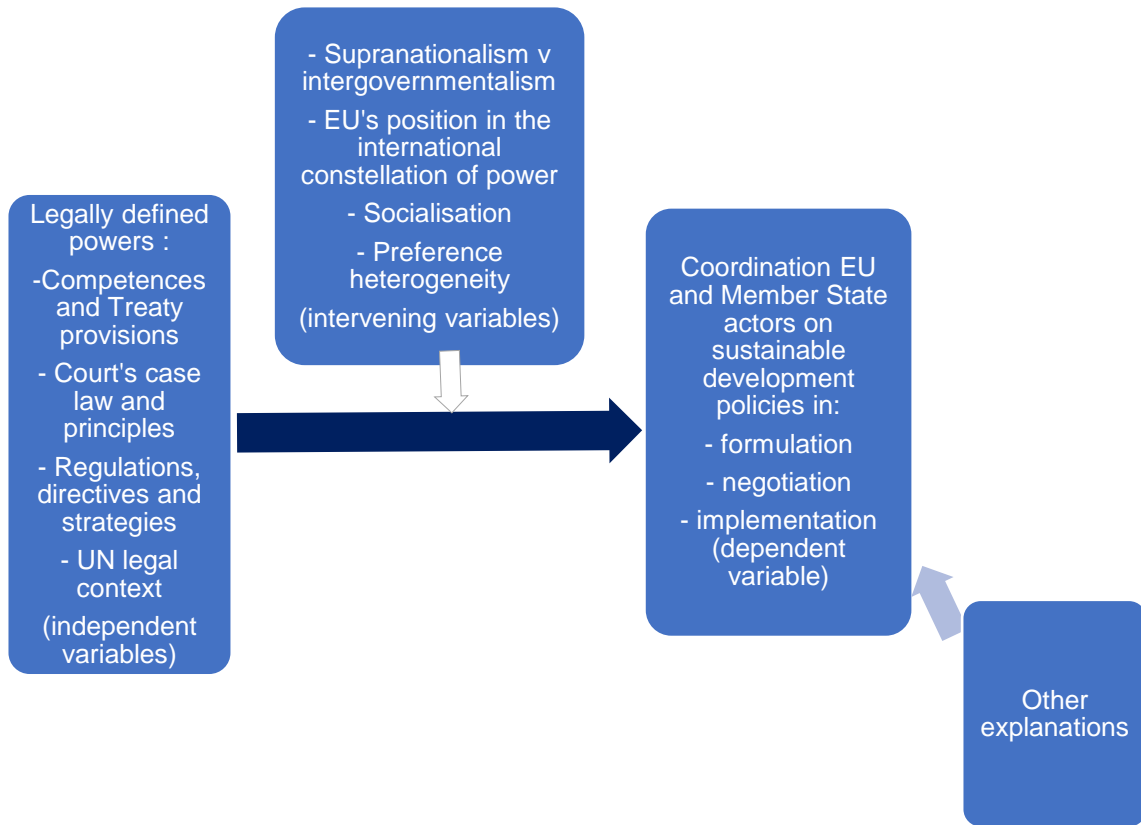 - Supranationalism v
intergovernmentalism
- EU's position in the
international
constellation of power
- Socialisation
- Preference
heterogeneity
(intervening variables)
Legally defined
powers :
-Competences
and Treaty
provisions
- Court's case
law and
principles
- Regulations,
directives and
strategies
- UN legal
context
(independent
variables)
Coordination EU
and Member State
actors on
sustainable
development
policies in:
- formulation
- negotiation
- implementation
(dependent
variable)
Other
explanations